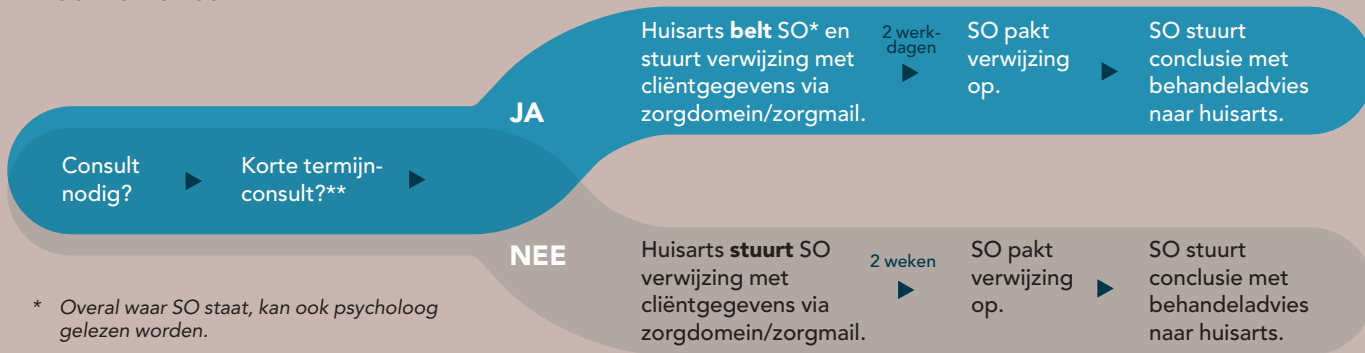 Consult
nodig?
Korte termijn-
consult?**
JA
Huisarts belt SO* en
stuurt verwijzing met
cliëntgegevens via
zorgdomein/zorgmail.
2 werk-
dagen
SO pakt
verwijzing
op.
SO stuurt
conclusie met
behandeladvies
naar huisarts.
NEE
Huisarts stuurt SO
verwijzing met
cliëntgegevens via
zorgdomein/zorgmail.
2 weken
SO pakt
verwijzing
op.
SO stuurt
conclusie met
behandeladvies
naar huisarts.
* Overal waar SO staat, kan ook psycholoog
gelezen worden.